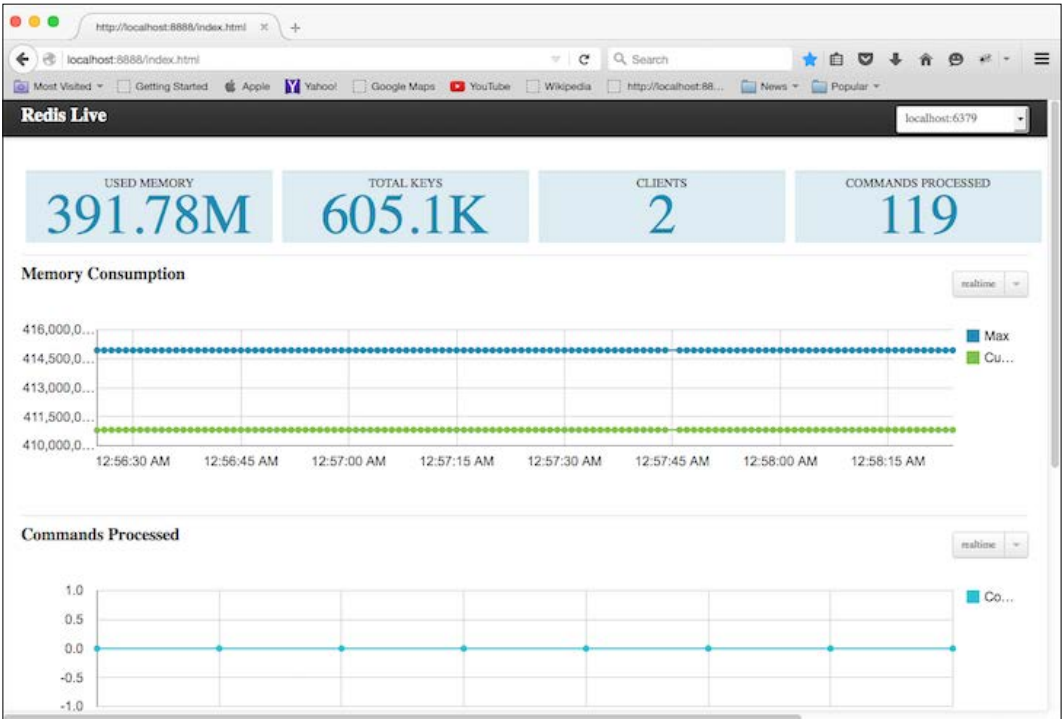 http://localhost:8888/index.html
localhost:8888/index.html
Search
Most Visited
Getting Started
Apple
Yahoo!
Google Maps
YouTube
Wikipedia
http://localhost:88...
News
Popular
Redis Live
localhost:6379
USED MEMORY
391.78M
TOTAL KEYS
605.1K
CLIENTS
2
COMMANDS PROCESSED
119
Memory Consumption
realtime
416,000,0...
414,500,0...
413,000,0...
411,500,0...
410,000,0...
Max
Cu...
12:56:30 AM 12:56:45 AM 12:57:00 AM 12:57:15 AM 12:57:30 AM 12:57:45 AM 12:58:00 AM 12:58:15 AM
Commands Processed
realtime
1.0
0.5
0.0
-0.5
-1.0
Co...